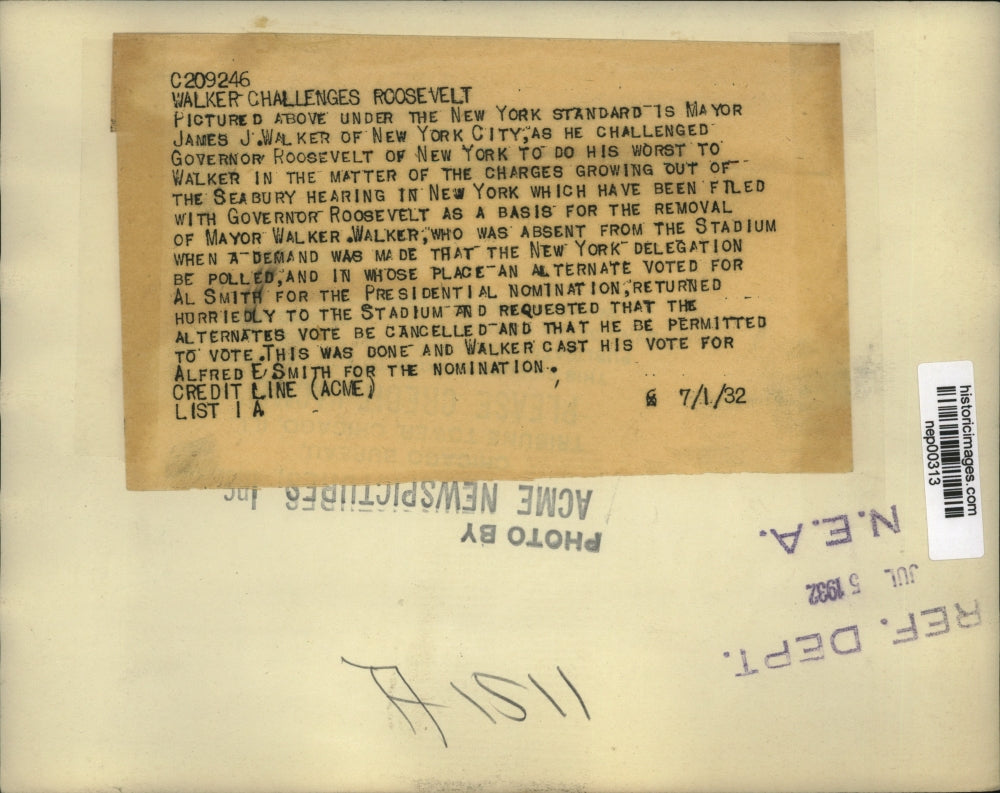 C209246
WALKER CHALLENGES ROOSEVELT
PICTURED ABOVE UNDER THE NEW YORK STANDARD IS MAYOR
JAMES J.WALKER OF NEW YORK CITY, AS HE CHALLENGED
GOVERNOR ROOSEVELT OF NEW YORK TO DO HIS WORST TO
WALKER IN THE MATTER OF THE CHARGES GROWING OUT OF
THE SEABURY HEARING IN NEW YORK WHICH HAVE BEEN FILED
WITH GOVERNOR ROOSEVELT AS A BASIS FOR THE REMOVAL
OF MAYOR WALKER.WALKER, WHO WAS ABSENT FROM THE STADIUM
WHEN A DEMAND WAS MADE THAT THE NEW YORK DELEGATION
BE POLLED, AND IN WHOSE PLACE AN ALTERNATE VOTED FOR
AL SMITH FOR THE PRESIDENTIAL NOMINATION, RETURNED
HURRIEDLY TO THE STADIUM AND REQUESTED THAT THE
ALTERNATES VOTE BE CANCELLED AND THAT HE BE PERMITTED
TO VOTE.THIS WAS DONE AND WALKER CAST HIS VOTE FOR
ALFRED E SMITH FOR THE NOMINATION.
CREDIT LINE (ACME) 7/1/32
LIST 1 A
historicimages.com
nep00313
PHOTO BY
ACME NEWSPICTURES Inc
REF. DEPT.
JUL 5 1932
N.E.A.